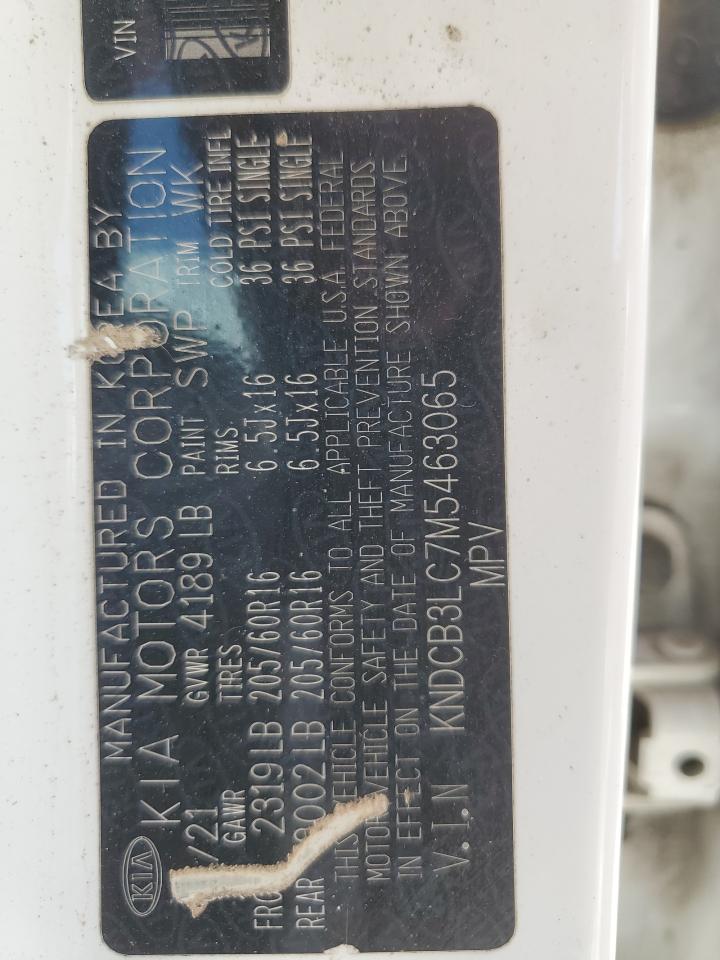 VIN
MANUFACTURED IN KOREA BY
KIA KIA MOTORS CORPORATION
/21 GVWR 4189 LB PAINT SWP TRIM WK
GAWR TIRES RIMS COLD TIRE INFL
2319LB 205/60R16 6.5Jx16 36 PSI SINGLE
REAR 2002LB 205/60R16 6.5Jx16 36 PSI SINGLE
THIS VEHICLE CONFORMS TO ALL APPLICABLE U.S.A. FEDERAL
MOTOR VEHICLE SAFETY AND THEFT PREVENTION STANDARDS
IN EFFECT ON THE DATE OF MANUFACTURE SHOWN ABOVE.
V.I.N KNDCB3LC7M5463065
MPV